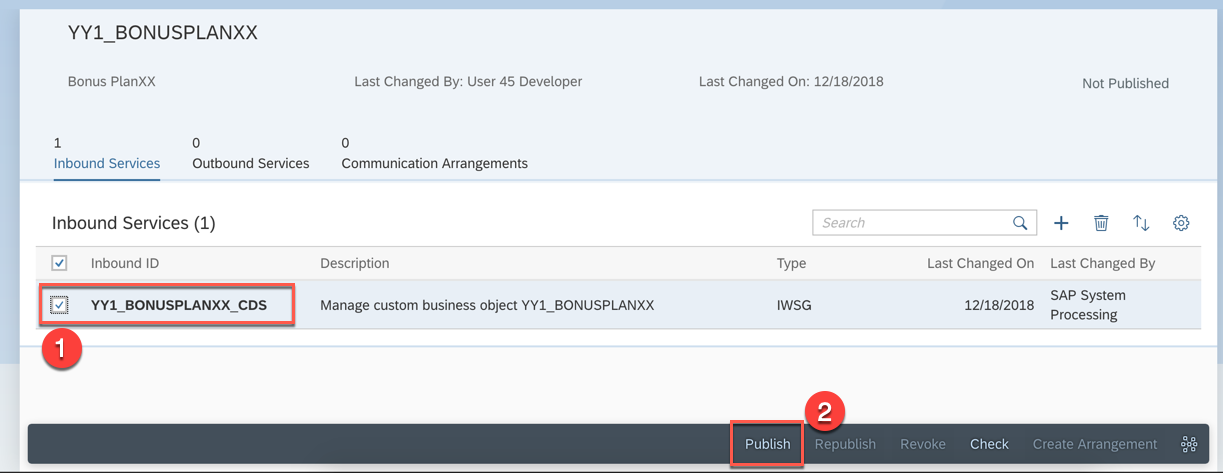 YY1_BONUSPLANXX
Bonus PlanXX Last Changed By: User 45 Developer Last Changed On: 12/18/2018 Not Published
1 0 0
Inbound Services Outbound Services Communication Arrangements
Inbound Services (1) Search
Inbound ID Description Type Last Changed On Last Changed By
YY1_BONUSPLANXX_CDS Manage custom business object YY1_BONUSPLANXX IWSG 12/18/2018 SAP System
Processing
1
2
Publish Republish Revoke Check Create Arrangement